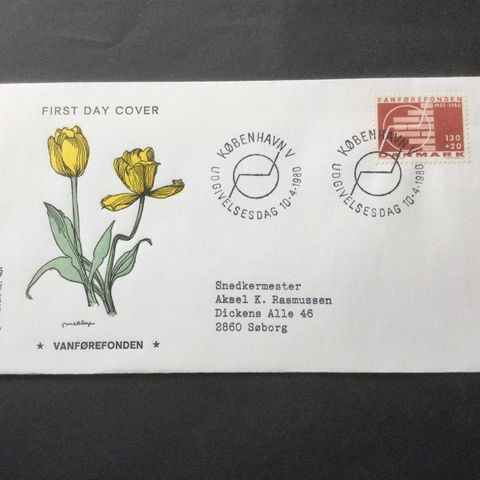 FIRST DAY COVER
KØBENHAVN V
UDGIVELSESDAG 10-4-1980
KØBENHAVN V
UDGIVELSESDAG 10-4-1980
VANFØREFONDEN
1955-1980
130
+20
DANMARK
Snedkermester
Aksel K. Rasmussen
Dickens Alle 46
2860 Søborg
★ VANFØREFONDEN ★